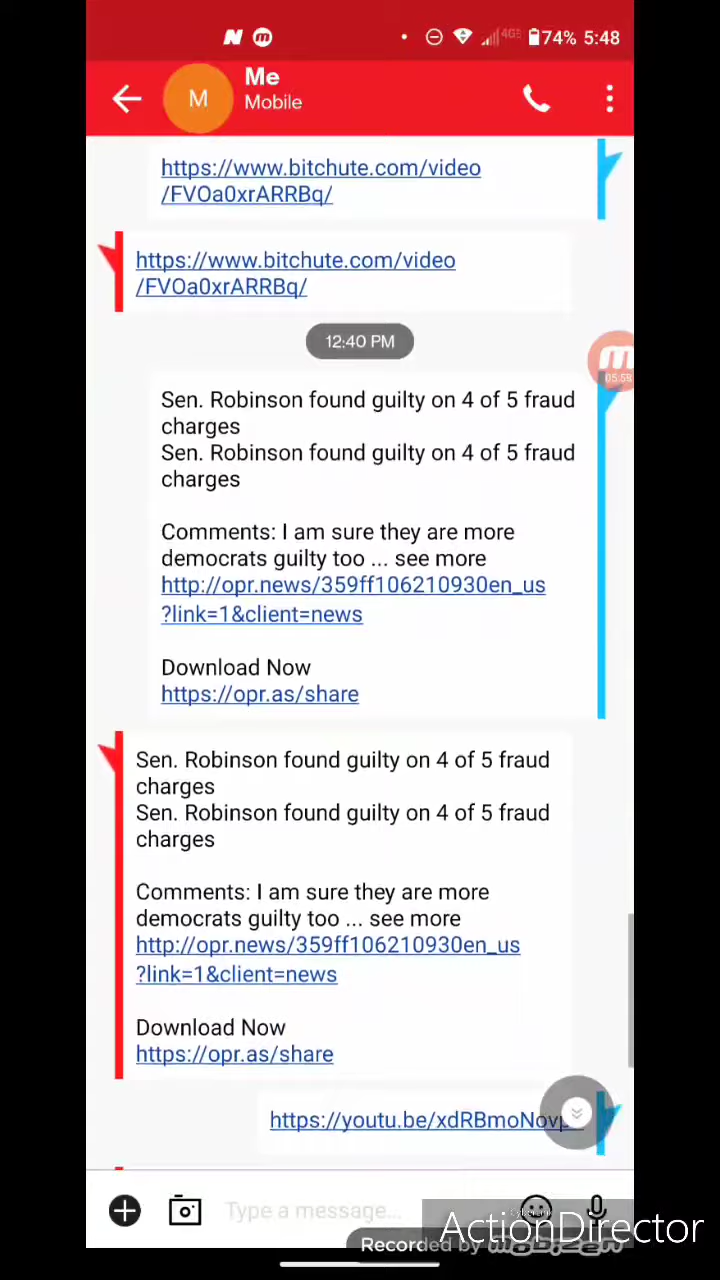 74% 5:48
M
Me
Mobile
https://www.bitchute.com/video
/FVOa0xrARRBq/
https://www.bitchute.com/video
/FVOa0xrARRBq/
12:40 PM
05:58
Sen. Robinson found guilty on 4 of 5 fraud
charges
Sen. Robinson found guilty on 4 of 5 fraud
charges
Comments: I am sure they are more
democrats guilty too ... see more
http://opr.news/359ff106210930en_us
?link=1&client=news
Download Now
https://opr.as/share
Sen. Robinson found guilty on 4 of 5 fraud
charges
Sen. Robinson found guilty on 4 of 5 fraud
charges
Comments: I am sure they are more
democrats guilty too ... see more
http://opr.news/359ff106210930en_us
?link=1&client=news
Download Now
https://opr.as/share
Type a message...
ActionDirector
Recorded by MOBIZEN